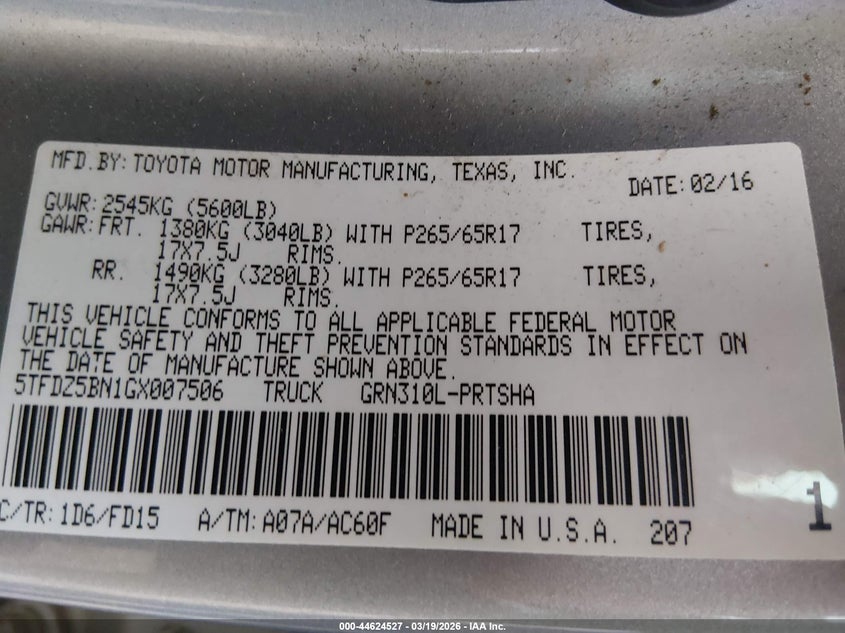 MFD.BY: TOYOTA MOTOR MANUFACTURING, TEXAS, INC.
DATE: 02/16
GVWR: 2545KG (5600LB)
GAWR: FRT. 1380KG (3040LB) WITH P265/65R17 TIRES,
17X7.5J RIMS.
RR. 1490KG (3280LB) WITH P265/65R17 TIRES,
17X7.5J RIMS.
THIS VEHICLE CONFORMS TO ALL APPLICABLE FEDERAL MOTOR
VEHICLE SAFETY AND THEFT PREVENTION STANDARDS IN EFFECT ON
THE DATE OF MANUFACTURE SHOWN ABOVE.
5TFDZ5BN1GX007506 TRUCK GRN310L-PRTSHA
C/TR: 1D6/FD15 A/TM: A07A/AC60F MADE IN U.S.A. 207
1
000-44624527 - 03/19/2026 - IAA Inc.